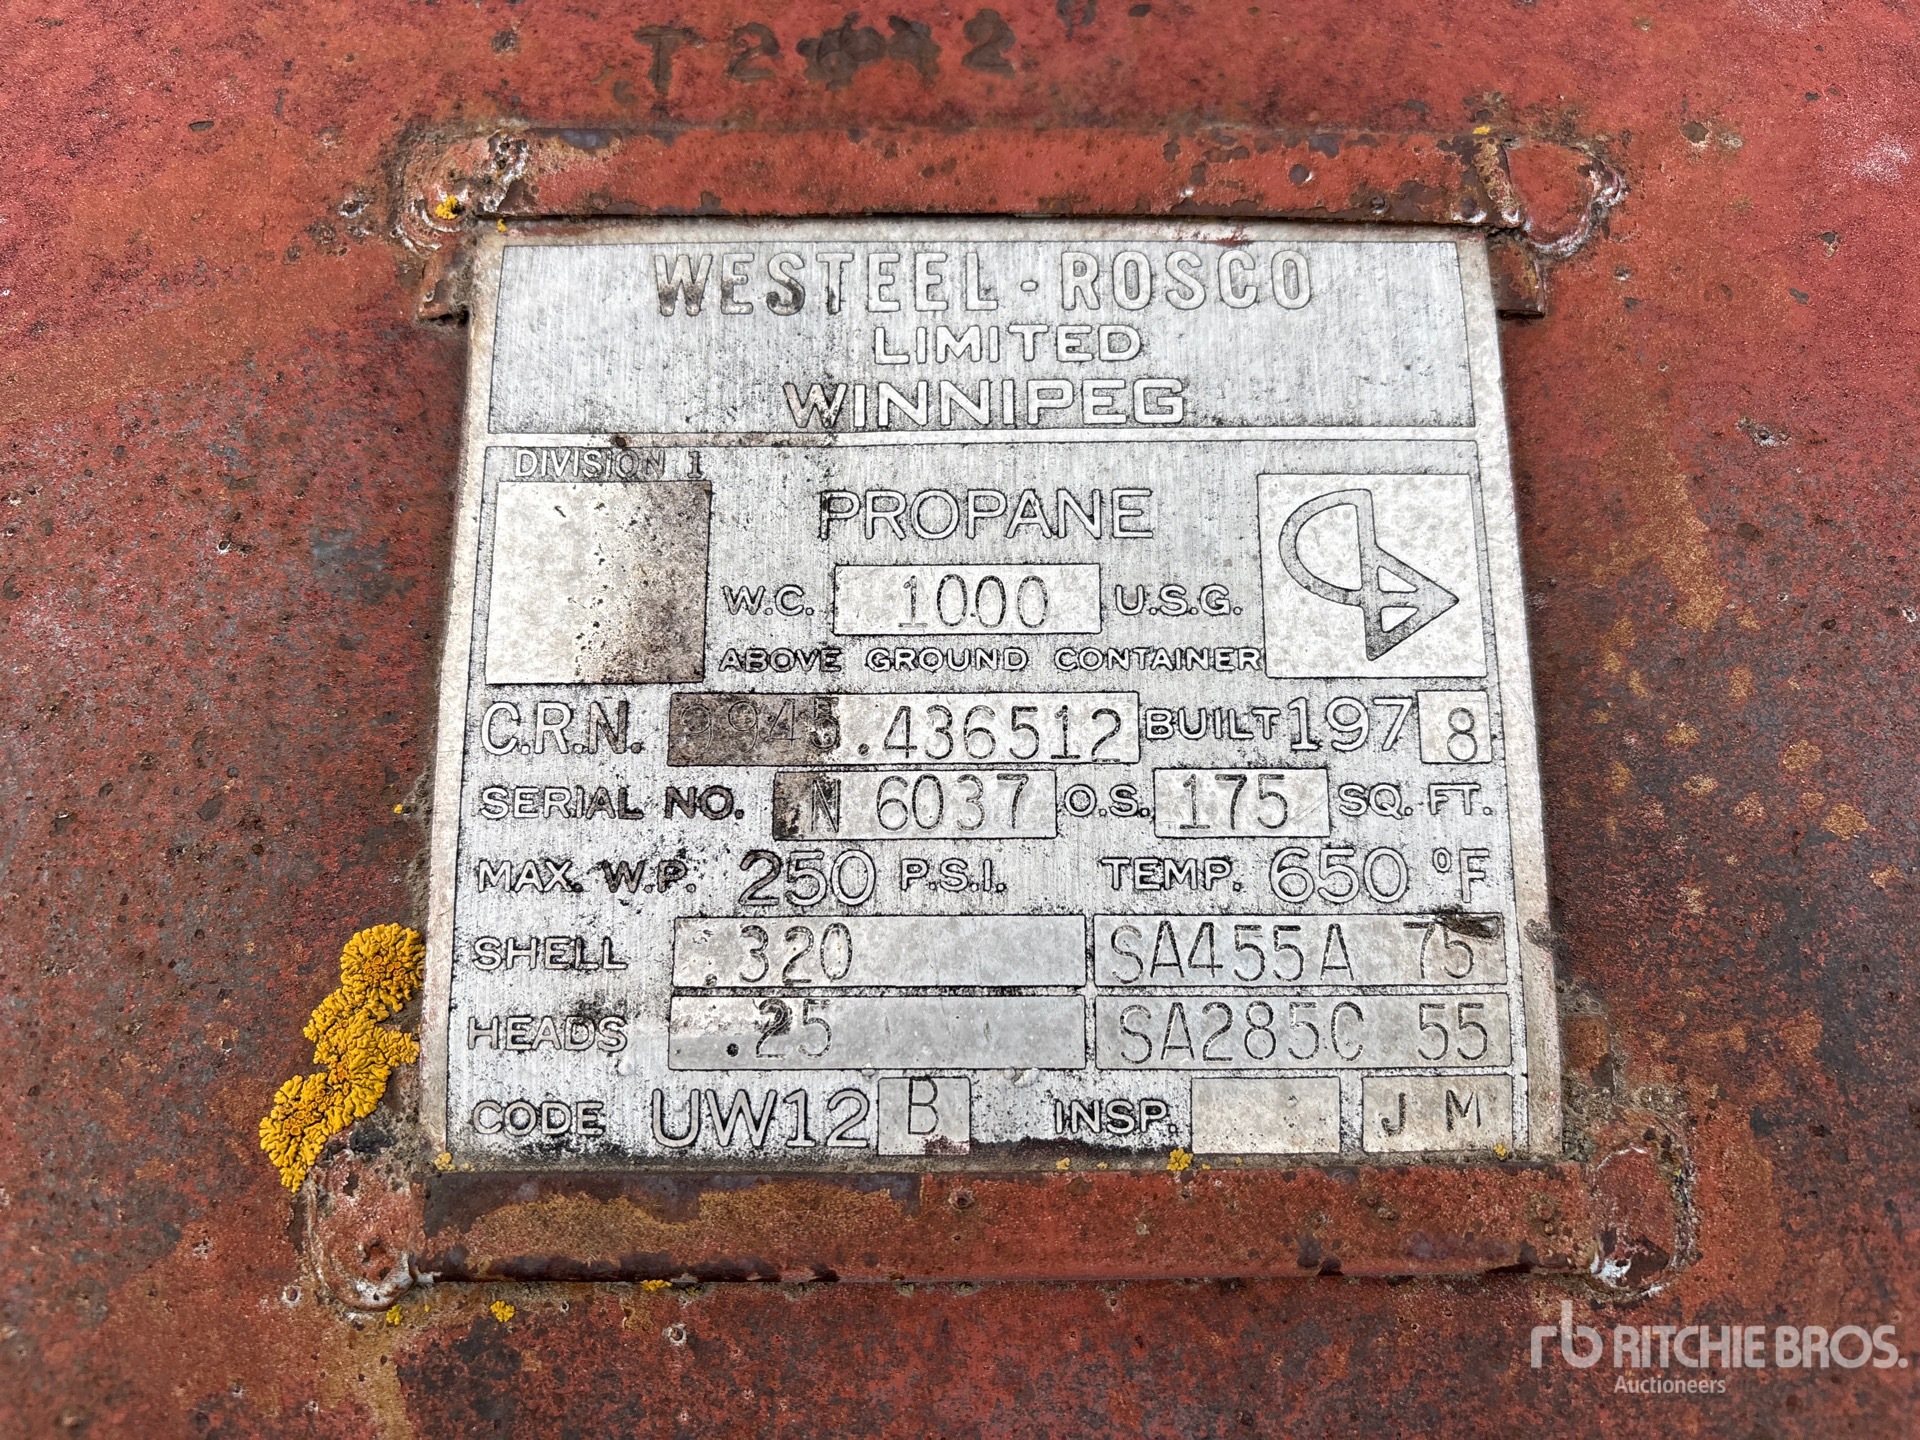 WESTEEL-ROSCO
LIMITED
WINNIPEG
DIVISION 1
PROPANE
W.C. 1000 U.S.G.
ABOVE GROUND CONTAINER
C.R.N. 9945.436512 BUILT 1978
SERIAL NO. N 6037 O.S. 175 SQ. FT.
MAX. W.P. 250 P.S.I. TEMP. 650 °F
SHELL .320 SA455A 75
HEADS .25 SA285C 55
CODE UW12 B INSP. J M
rb RITCHIE BROS.
Auctioneers